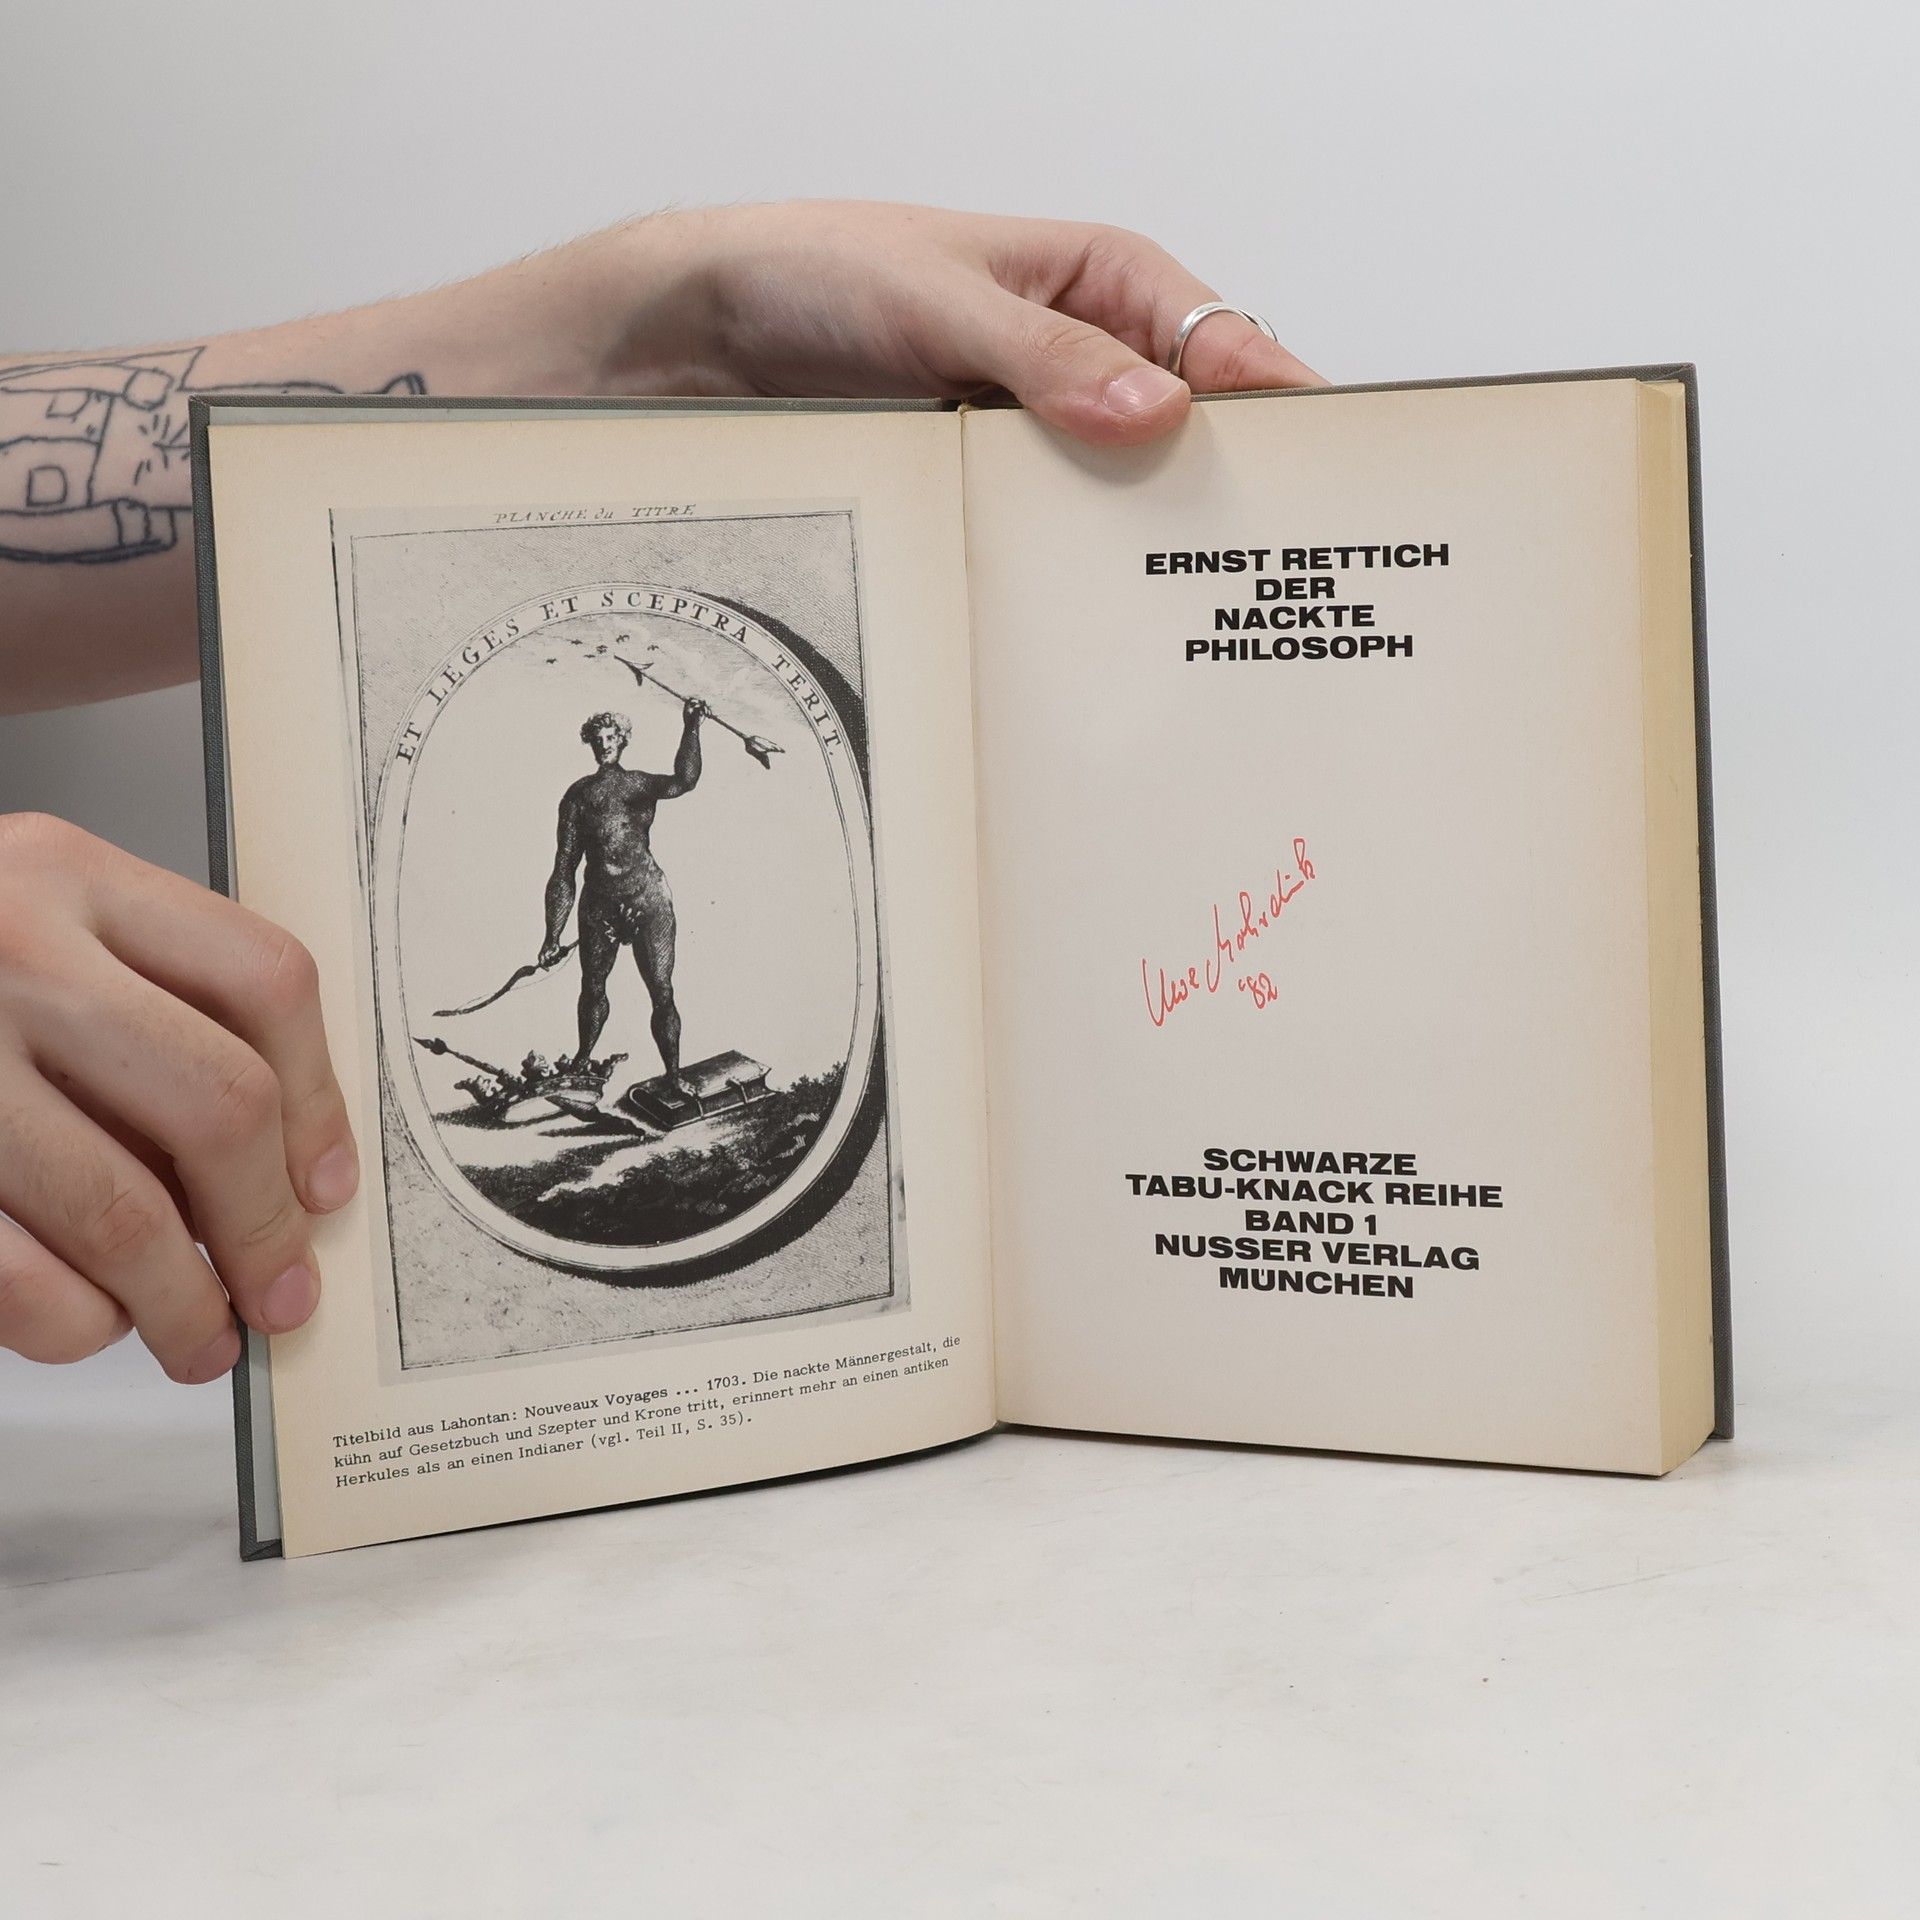 PLANCHE du TITRE
ET LEGES ET SCEPTRA TERIT.
Titelbild aus Lahontan: Nouveaux Voyages ... 1703. Die nackte Männergestalt, die
kühn auf Gesetzbuch und Szepter und Krone tritt, erinnert mehr an einen antiken
Herkules als an einen Indianer (vgl. Teil II, S. 35).
ERNST RETTICH
DER
NACKTE
PHILOSOPH
Uwe
'82
SCHWARZE
TABU-KNACK REIHE
BAND 1
NUSSER VERLAG
MÜNCHEN